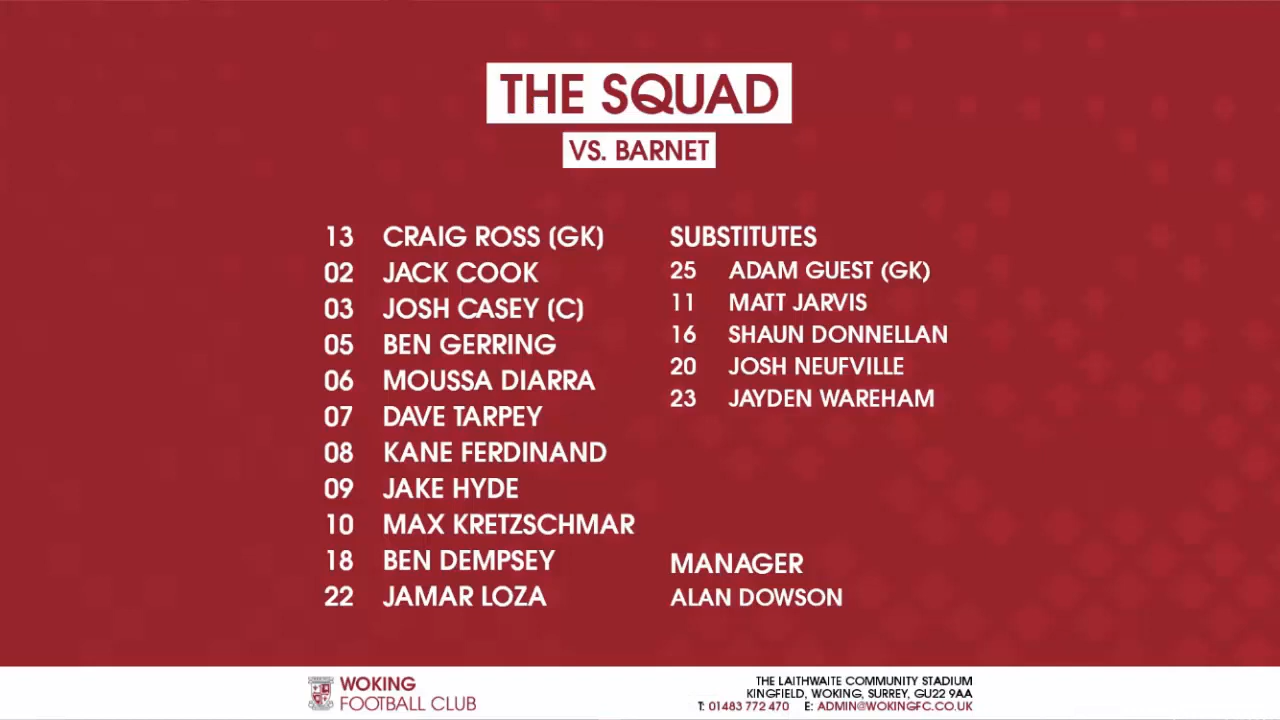 THE SQUAD
VS. BARNET
13 CRAIG ROSS (GK)
02 JACK COOK
03 JOSH CASEY (C)
05 BEN GERRING
06 MOUSSA DIARRA
07 DAVE TARPEY
08 KANE FERDINAND
09 JAKE HYDE
10 MAX KRETZSCHMAR
18 BEN DEMPSEY
22 JAMAR LOZA
SUBSTITUTES
25 ADAM GUEST (GK)
11 MATT JARVIS
16 SHAUN DONNELLAN
20 JOSH NEUFVILLE
23 JAYDEN WAREHAM
MANAGER
ALAN DOWSON
WOKING
FOOTBALL CLUB
THE LAITHWAITE COMMUNITY STADIUM
KINGFIELD, WOKING, SURREY, GU22 9AA
T: 01483 772 470 E: ADMIN@WOKINGFC.CO.UK